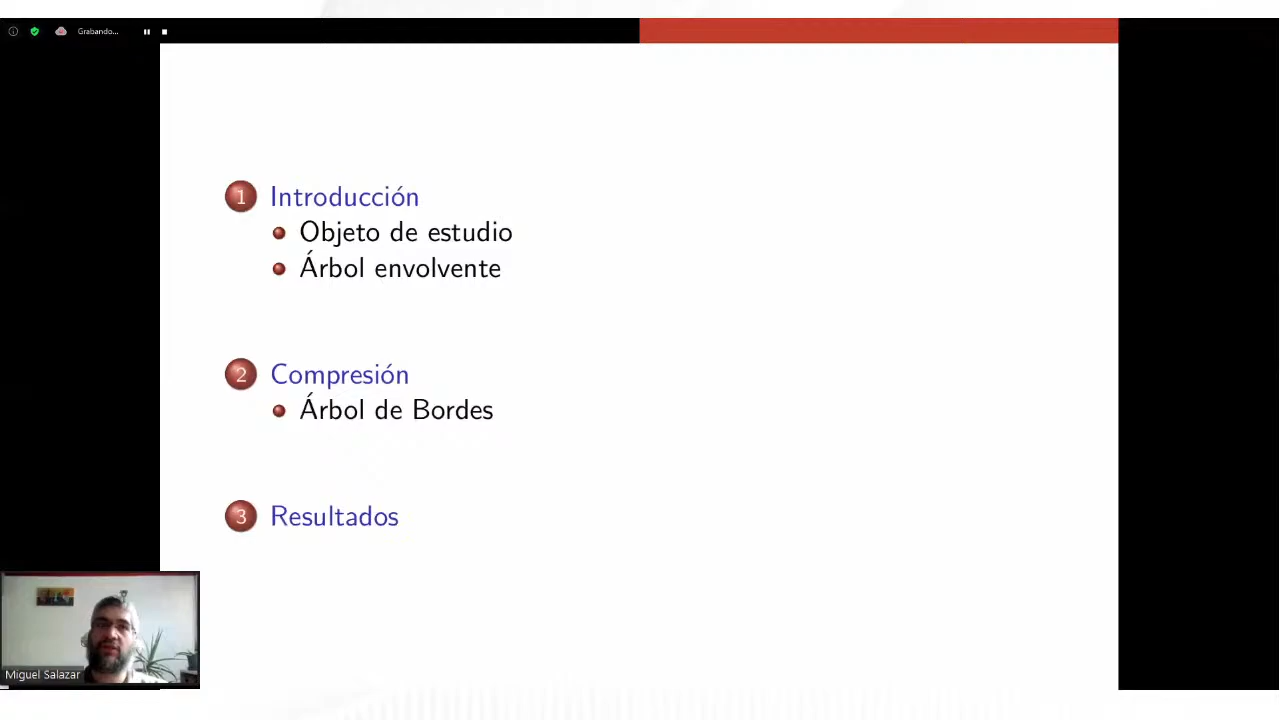 Grabando...
1 Introducción
Objeto de estudio
Árbol envolvente
2 Compresión
Árbol de Bordes
3 Resultados
Miguel Salazar